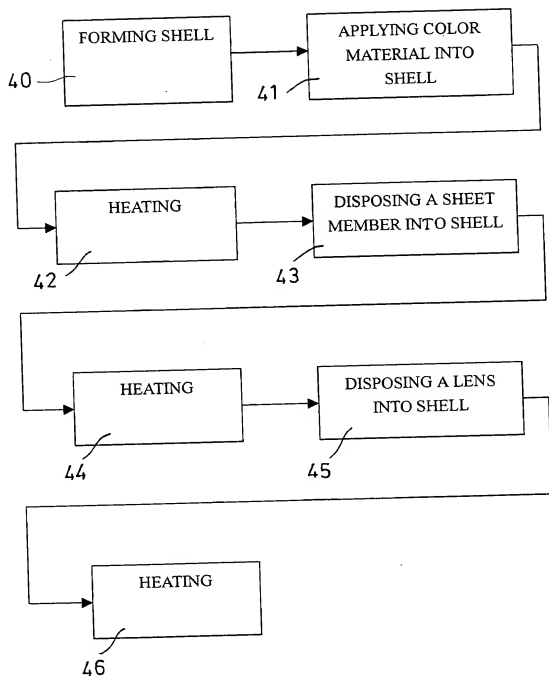 FORMING SHELL
40
APPLYING COLOR
MATERIAL INTO
SHELL
41
HEATING
42
DISPOSING A SHEET
MEMBER INTO SHELL
43
HEATING
44
DISPOSING A LENS
INTO SHELL
45
HEATING
46